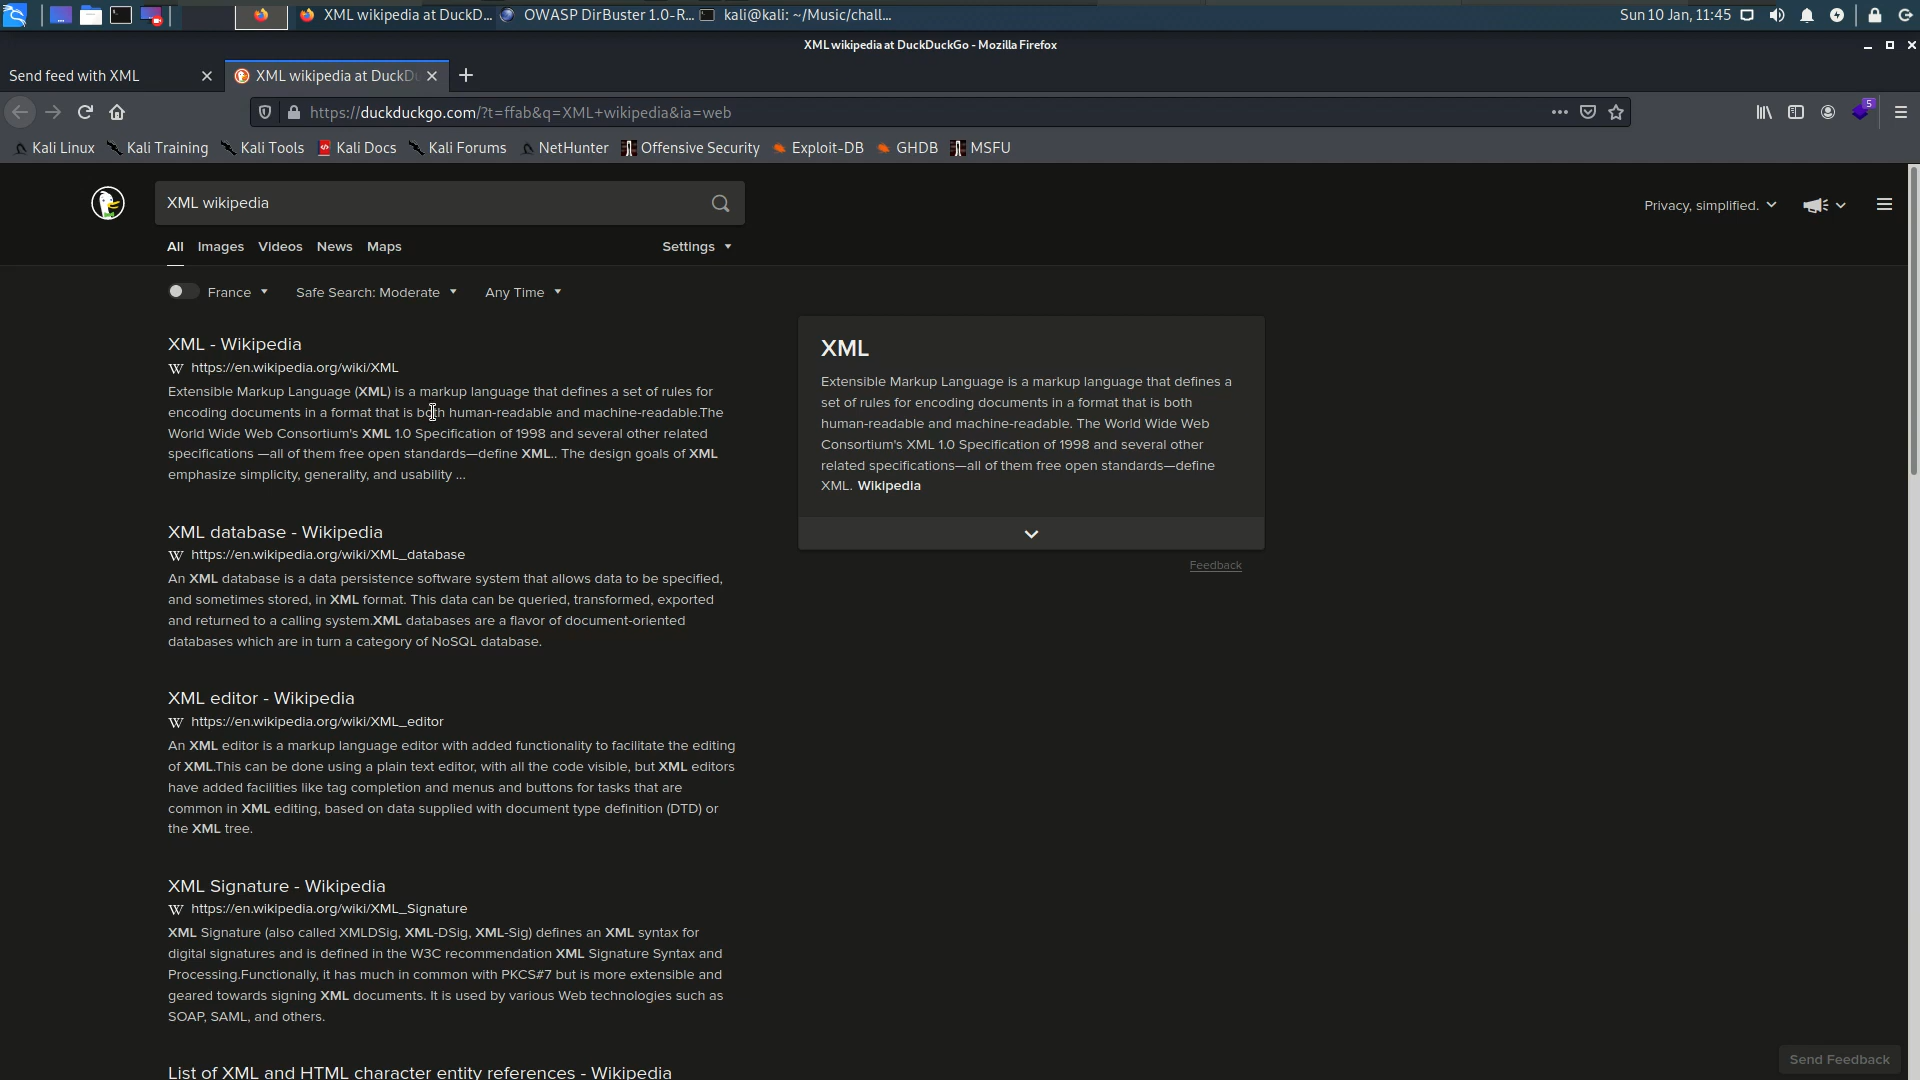 XML wikipedia at DuckD...
OWASP DirBuster 1.0-R...
kali@kali: ~/Music/chall...
Sun 10 Jan, 11:45
XML wikipedia at DuckDuckGo - Mozilla Firefox
Send feed with XML
XML wikipedia at DuckDu
https://duckduckgo.com/?t=ffab&q=XML+wikipedia&ia=web
5
Kali Linux
Kali Training
Kali Tools
Kali Docs
Kali Forums
NetHunter
Offensive Security
Exploit-DB
GHDB
MSFU
XML wikipedia
Privacy, simplified.
All
Images
Videos
News
Maps
Settings
France
Safe Search: Moderate
Any Time
XML - Wikipedia
https://en.wikipedia.org/wiki/XML
Extensible Markup Language (XML) is a markup language that defines a set of rules for
encoding documents in a format that is both human-readable and machine-readable.The
World Wide Web Consortium's XML 1.0 Specification of 1998 and several other related
specifications —all of them free open standards—define XML.. The design goals of XML
emphasize simplicity, generality, and usability ...
XML database - Wikipedia
https://en.wikipedia.org/wiki/XML_database
An XML database is a data persistence software system that allows data to be specified,
and sometimes stored, in XML format. This data can be queried, transformed, exported
and returned to a calling system.XML databases are a flavor of document-oriented
databases which are in turn a category of NoSQL database.
XML editor - Wikipedia
https://en.wikipedia.org/wiki/XML_editor
An XML editor is a markup language editor with added functionality to facilitate the editing
of XML.This can be done using a plain text editor, with all the code visible, but XML editors
have added facilities like tag completion and menus and buttons for tasks that are
common in XML editing, based on data supplied with document type definition (DTD) or
the XML tree.
XML Signature - Wikipedia
https://en.wikipedia.org/wiki/XML_Signature
XML Signature (also called XMLDSig, XML-DSig, XML-Sig) defines an XML syntax for
digital signatures and is defined in the W3C recommendation XML Signature Syntax and
Processing.Functionally, it has much in common with PKCS#7 but is more extensible and
geared towards signing XML documents. It is used by various Web technologies such as
SOAP, SAML, and others.
List of XML and HTML character entity references - Wikipedia
XML
Extensible Markup Language is a markup language that defines a
set of rules for encoding documents in a format that is both
human-readable and machine-readable. The World Wide Web
Consortium's XML 1.0 Specification of 1998 and several other
related specifications—all of them free open standards—define
XML. Wikipedia
Feedback
Send Feedback